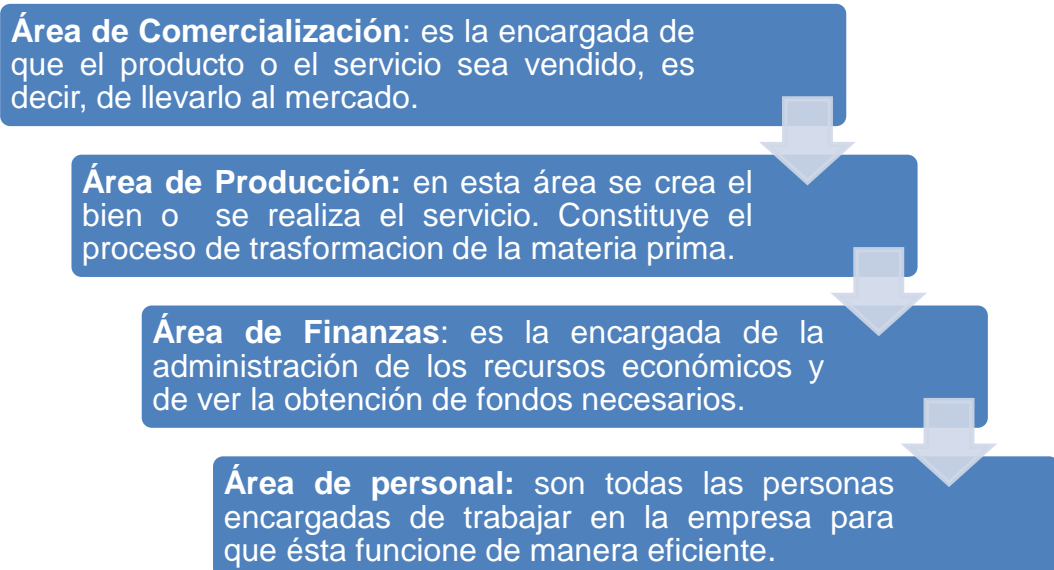 Área de Comercialización: es la encargada de
que el producto o el servicio sea vendido, es
decir, de llevarlo al mercado.
Área de Producción: en esta área se crea el
bien o se realiza el servicio. Constituye el
proceso de trasformacion de la materia prima.
Área de Finanzas: es la encargada de la
administración de los recursos económicos y
de ver la obtención de fondos necesarios.
Área de personal: son todas las personas
encargadas de trabajar en la empresa para
que ésta funcione de manera eficiente.